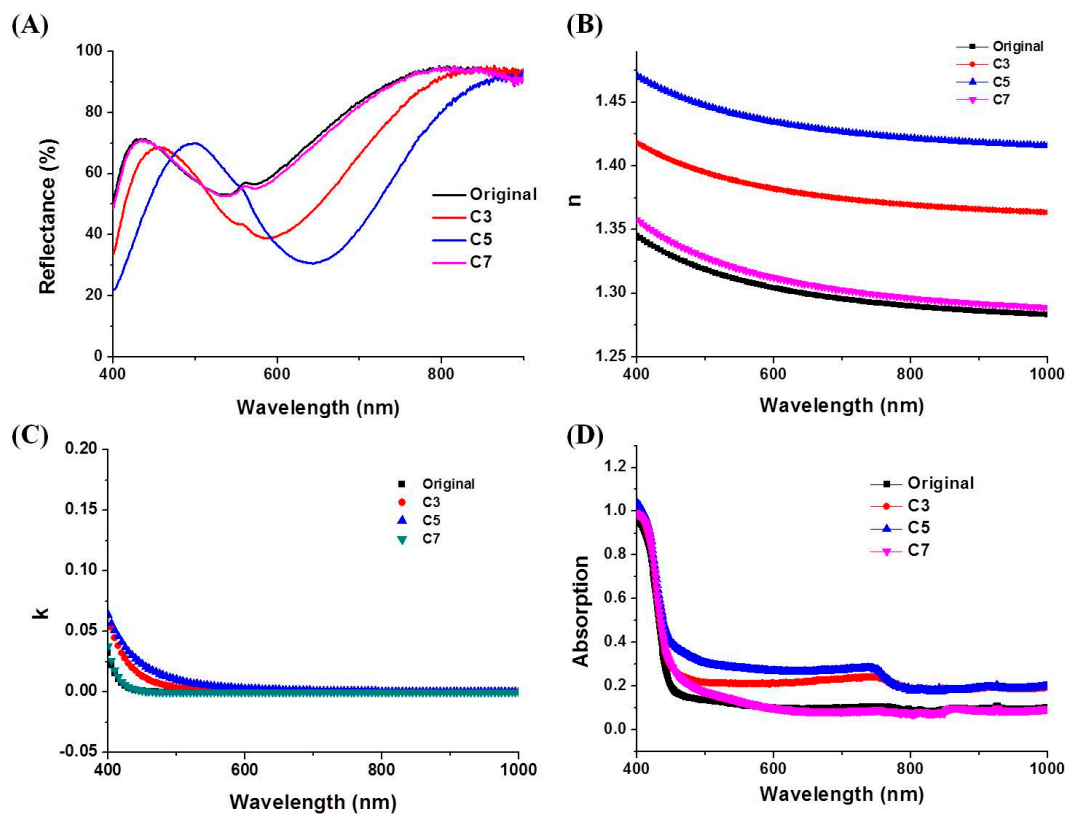 (A)
100
80
60
40
20
0
Reflectance (%)
400
600
800
Wavelength (nm)
Original
C3
C5
C7
(B)
1.45
1.40
1.35
1.30
1.25
n
400
600
800
1000
Wavelength (nm)
Original
C3
C5
C7
(C)
0.20
0.15
0.10
0.05
0.00
-0.05
k
400
600
800
1000
Wavelength (nm)
Original
C3
C5
C7
(D)
1.2
1.0
0.8
0.6
0.4
0.2
0.0
Absorption
400
600
800
1000
Wavelength (nm)
Original
C3
C5
C7